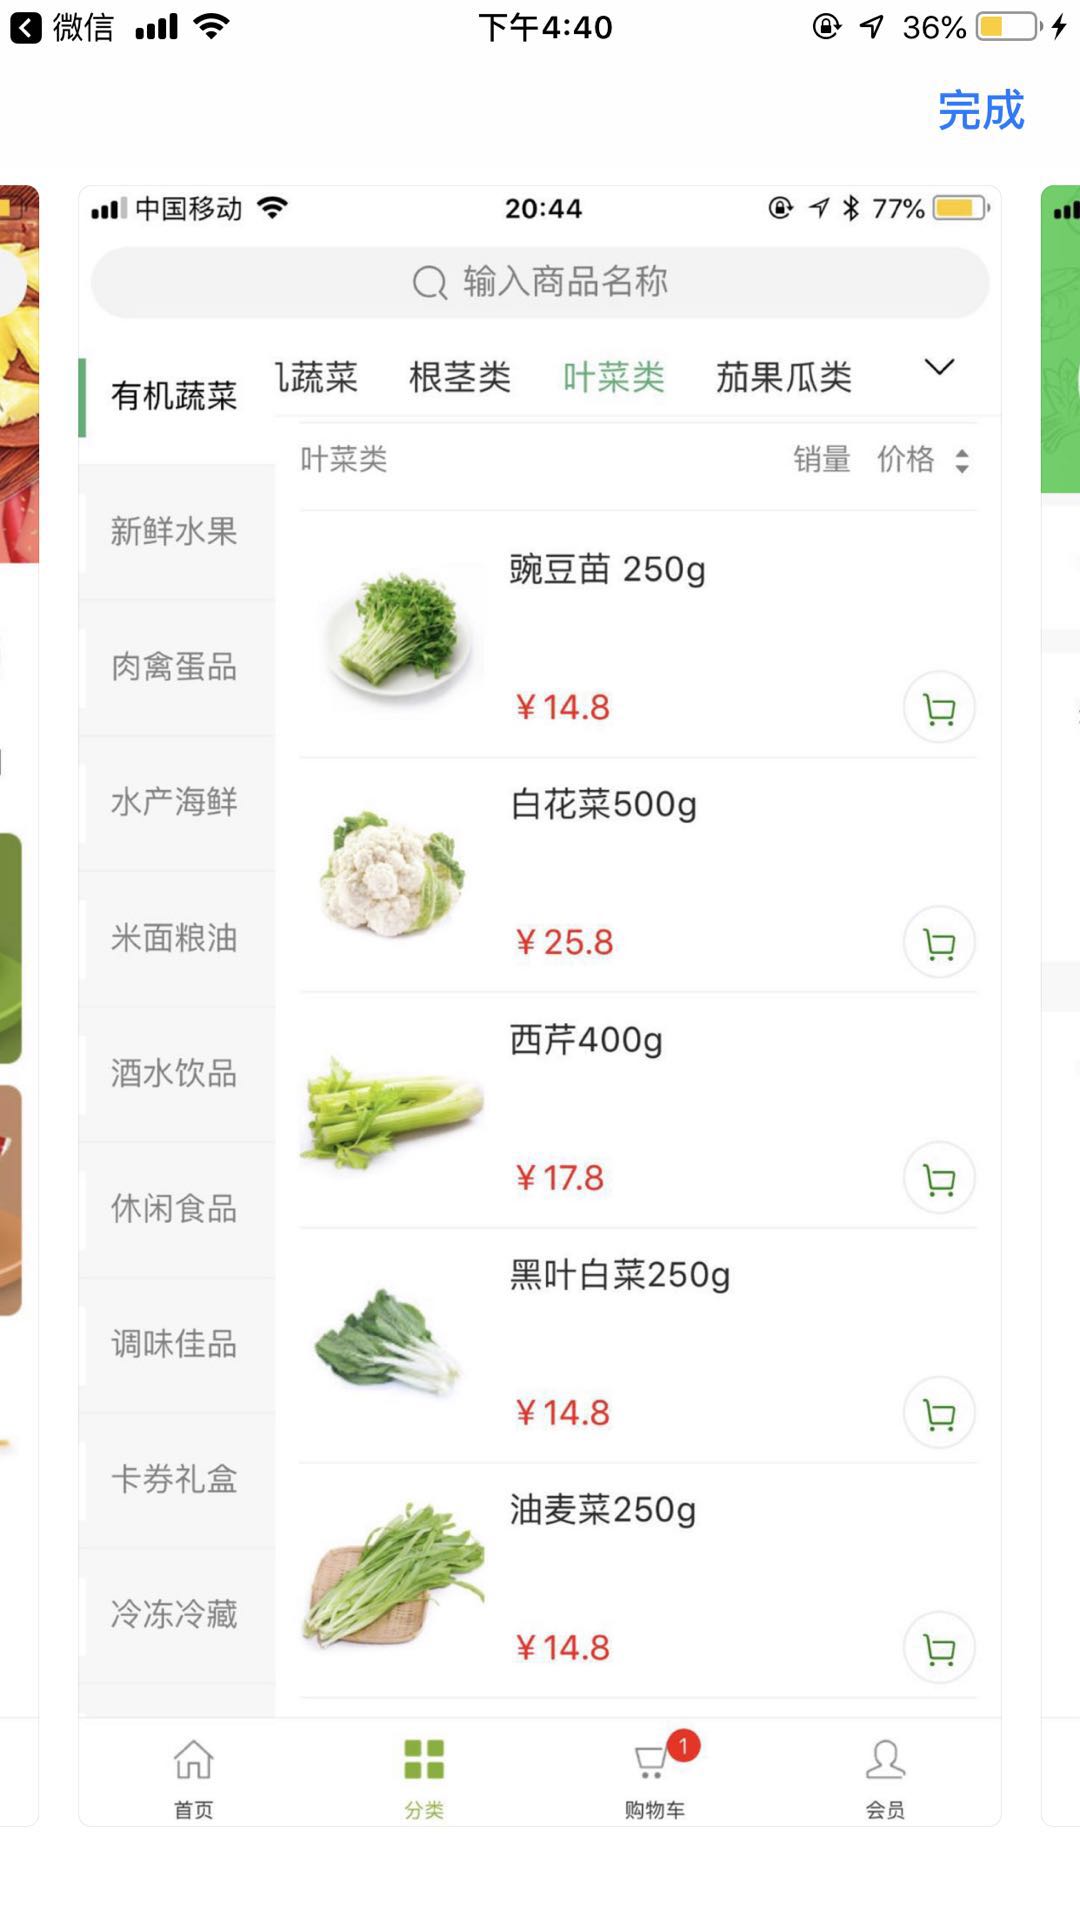 微信 下午4:40 36%
完成
中国移动 20:44 77%
输入商品名称
有机蔬菜
蔬菜 根茎类 叶菜类 茄果瓜类
叶菜类 销量 价格
新鲜水果
肉禽蛋品
水产海鲜
米面粮油
酒水饮品
休闲食品
调味佳品
卡券礼盒
冷冻冷藏
豌豆苗 250g
¥14.8
白花菜500g
¥25.8
西芹400g
¥17.8
黑叶白菜250g
¥14.8
油麦菜250g
¥14.8
1
首页 分类 购物车 会员